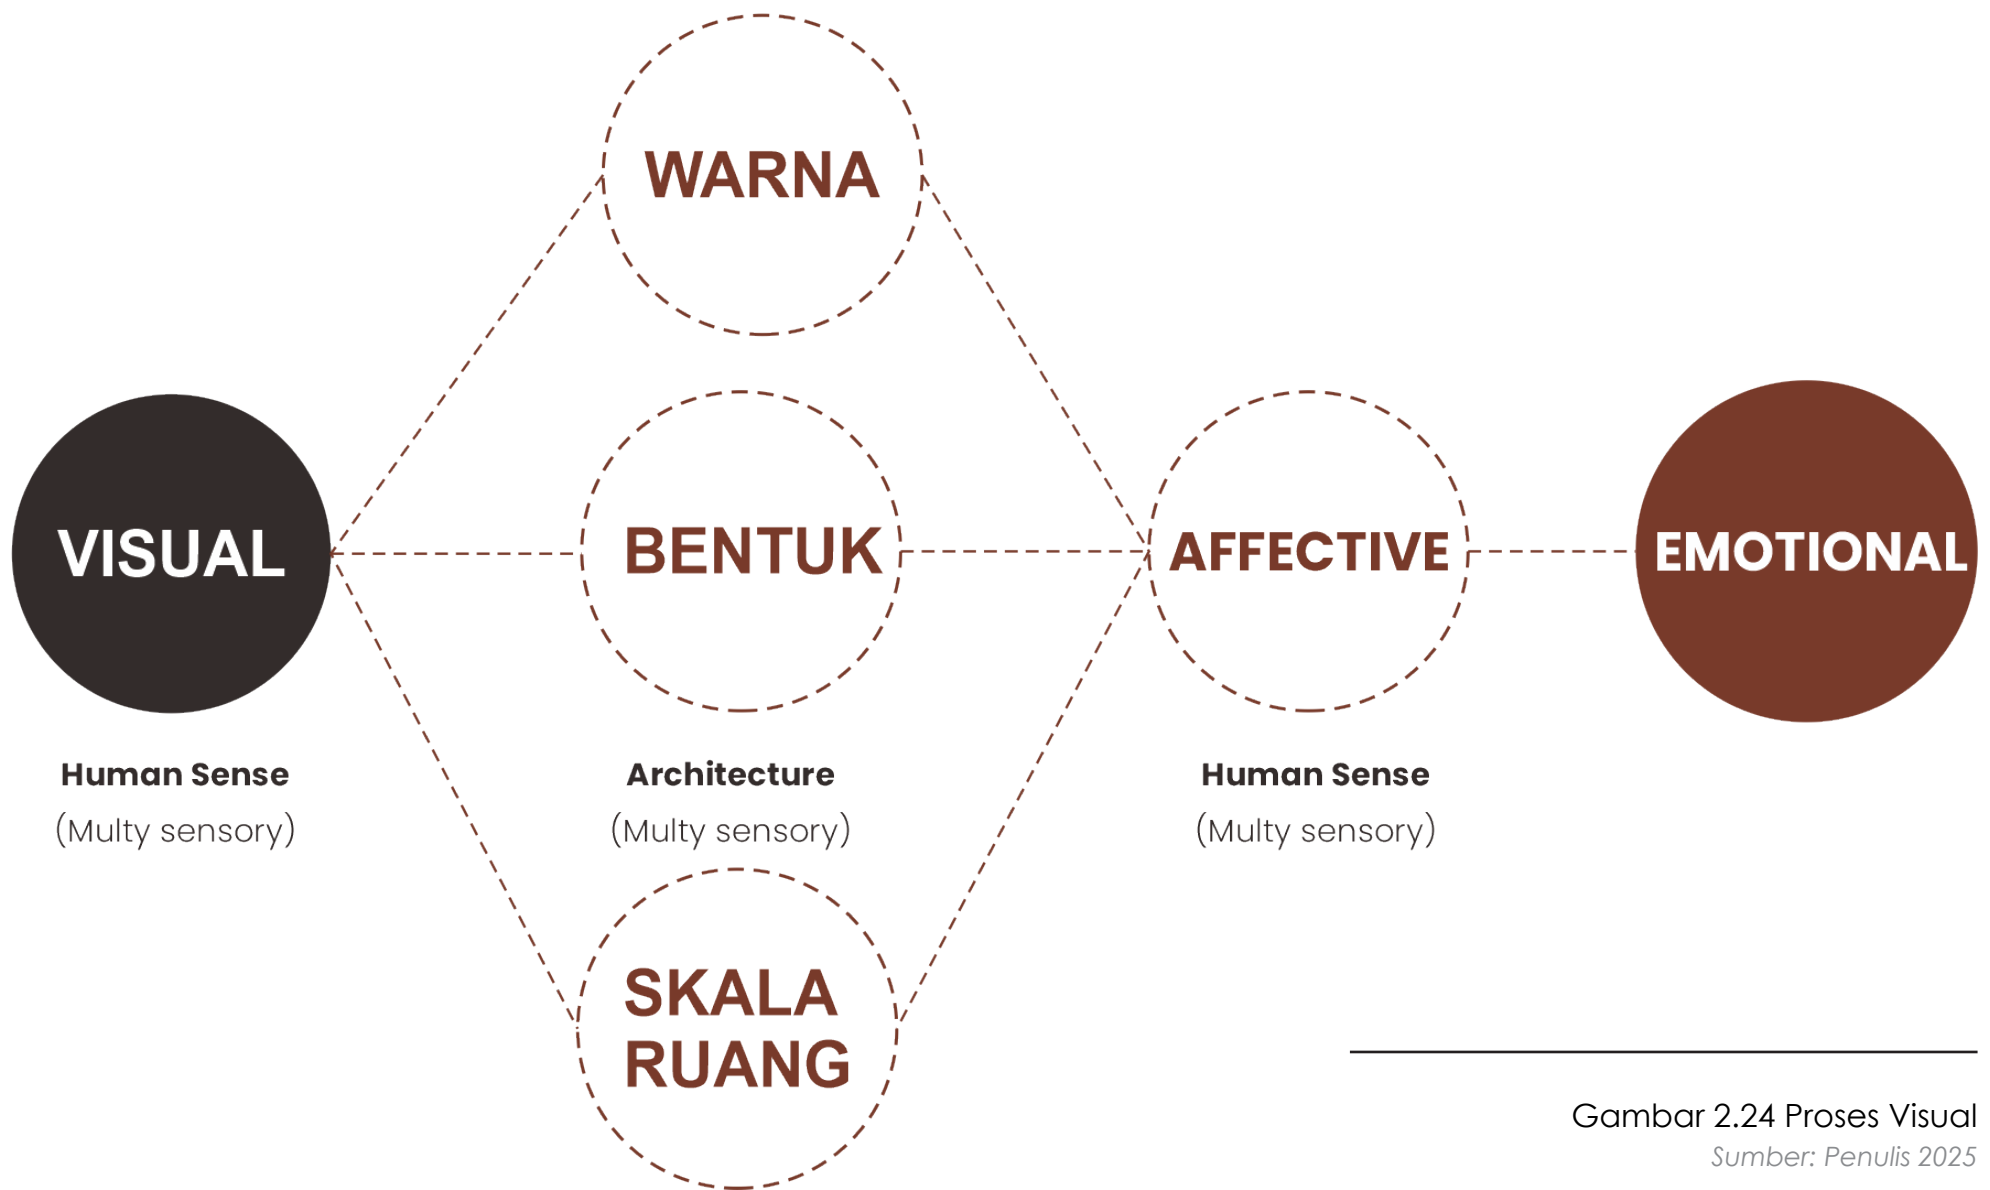 WARNA
VISUAL
BENTUK
AFFECTIVE
EMOTIONAL
Human Sense
(Multy sensory)
Architecture
(Multy sensory)
Human Sense
(Multy sensory)
SKALA
RUANG
Gambar 2.24 Proses Visual
Sumber: Penulis 2025